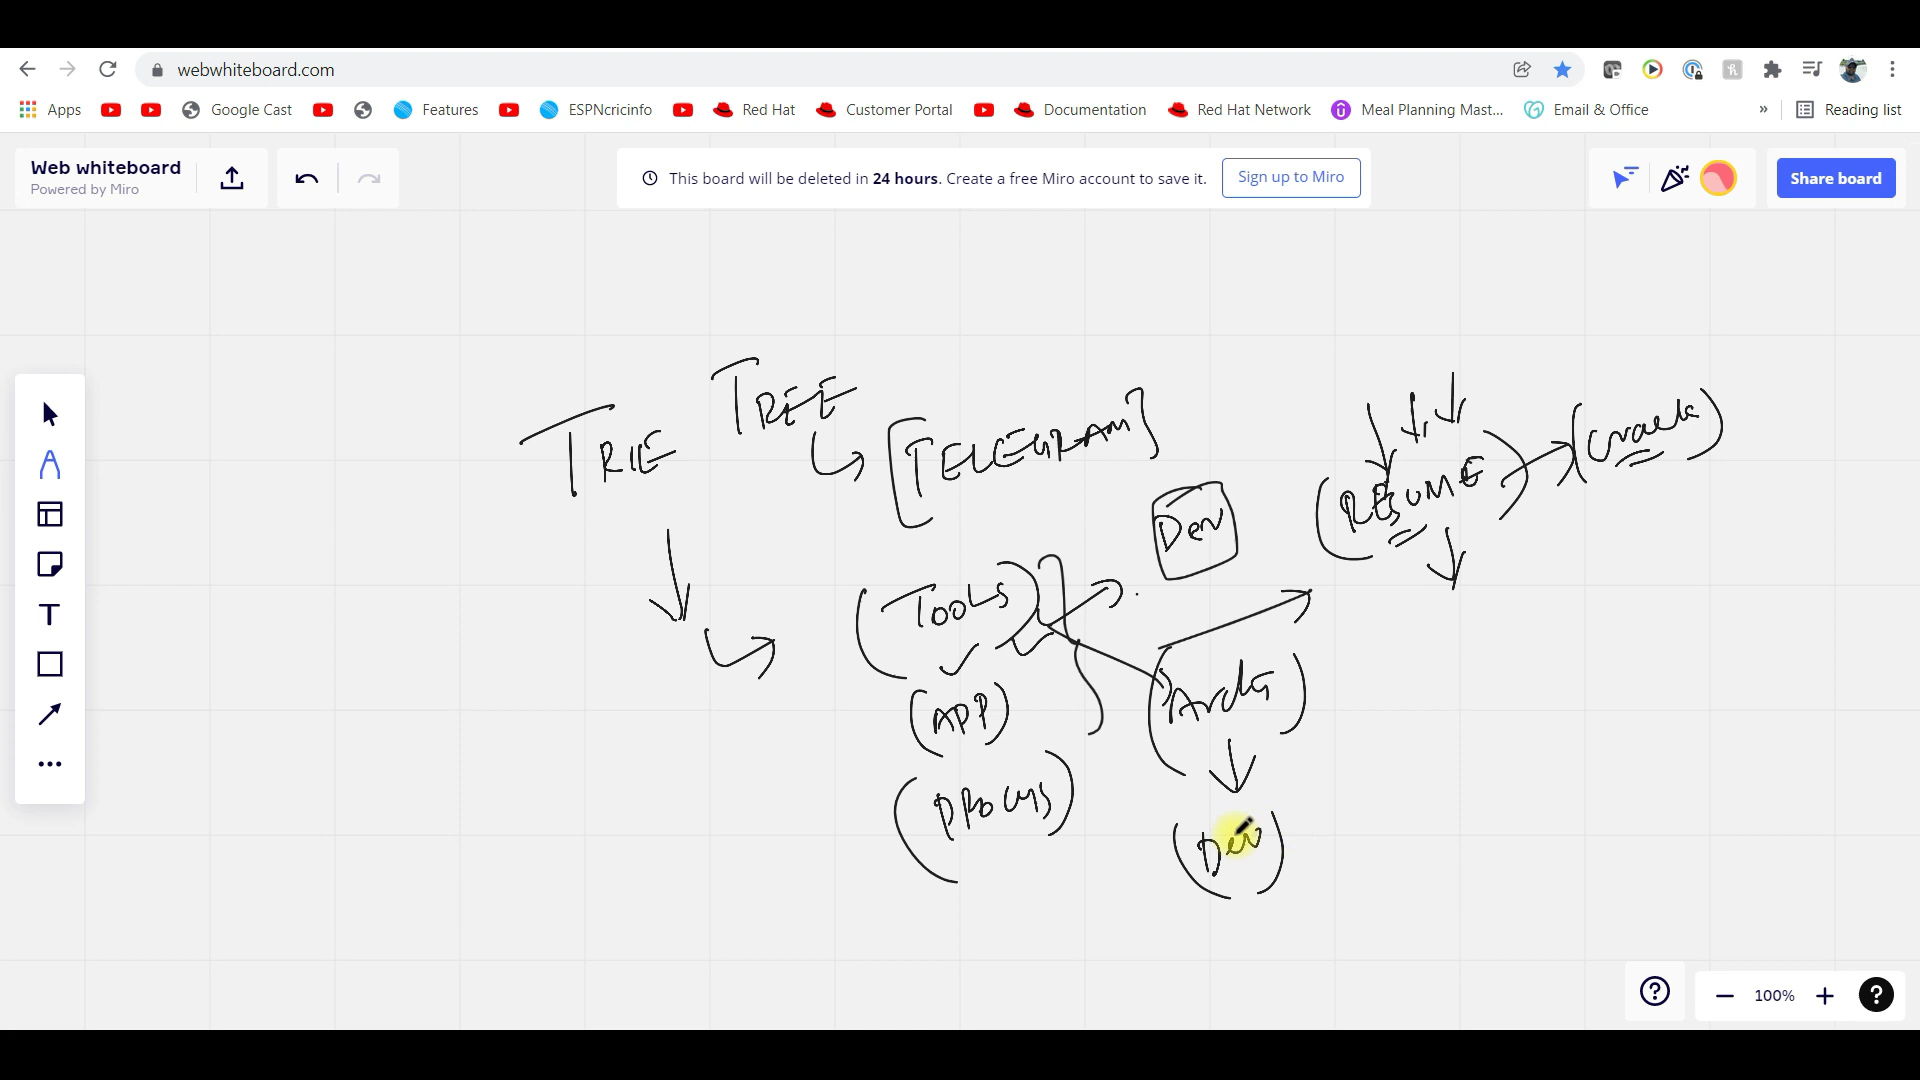 webwhiteboard.com
Apps
Google Cast
Features
ESPNcricinfo
Red Hat
Customer Portal
Documentation
Red Hat Network
Meal Planning Mast...
Email & Office
»
Reading list
Web whiteboard
Powered by Miro
This board will be deleted in 24 hours. Create a free Miro account to save it.
Sign up to Miro
Share board
TREE
TRIE
[TELEGRAM]
(RESUME)
(crack)
Dev
(TOOLS)
(APP)
(Dev)
T
100%